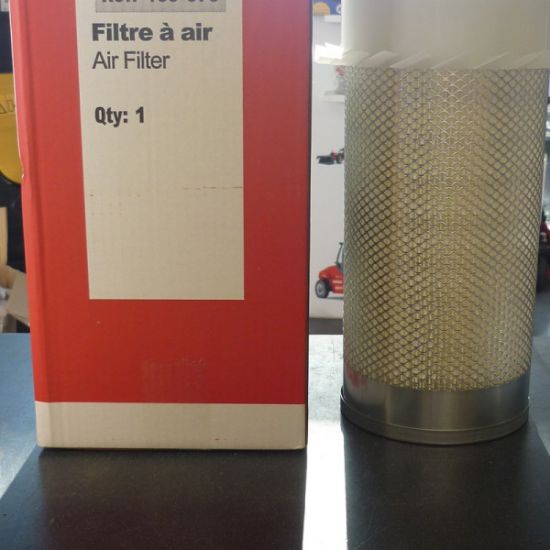 Filtre à air
Air Filter
Qty: 1